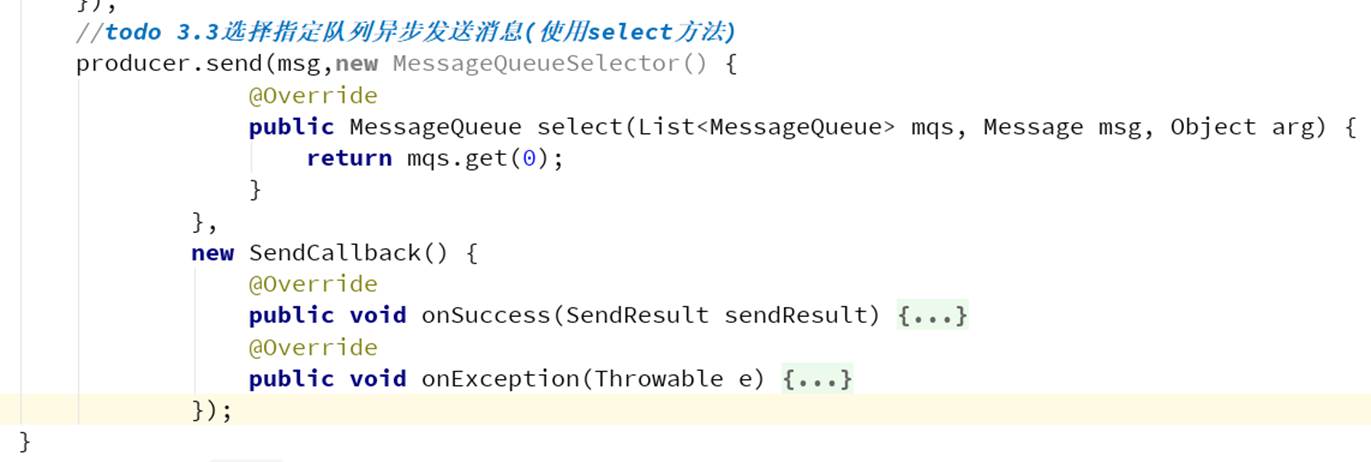 });
//todo 3.3选择指定队列异步发送消息(使用select方法)
producer.send(msg,new MessageQueueSelector() {
@Override
public MessageQueue select(List<MessageQueue> mqs, Message msg, Object arg) {
return mqs.get(0);
}
},
new SendCallback() {
@Override
public void onSuccess(SendResult sendResult) {...}
@Override
public void onException(Throwable e) {...}
});
}